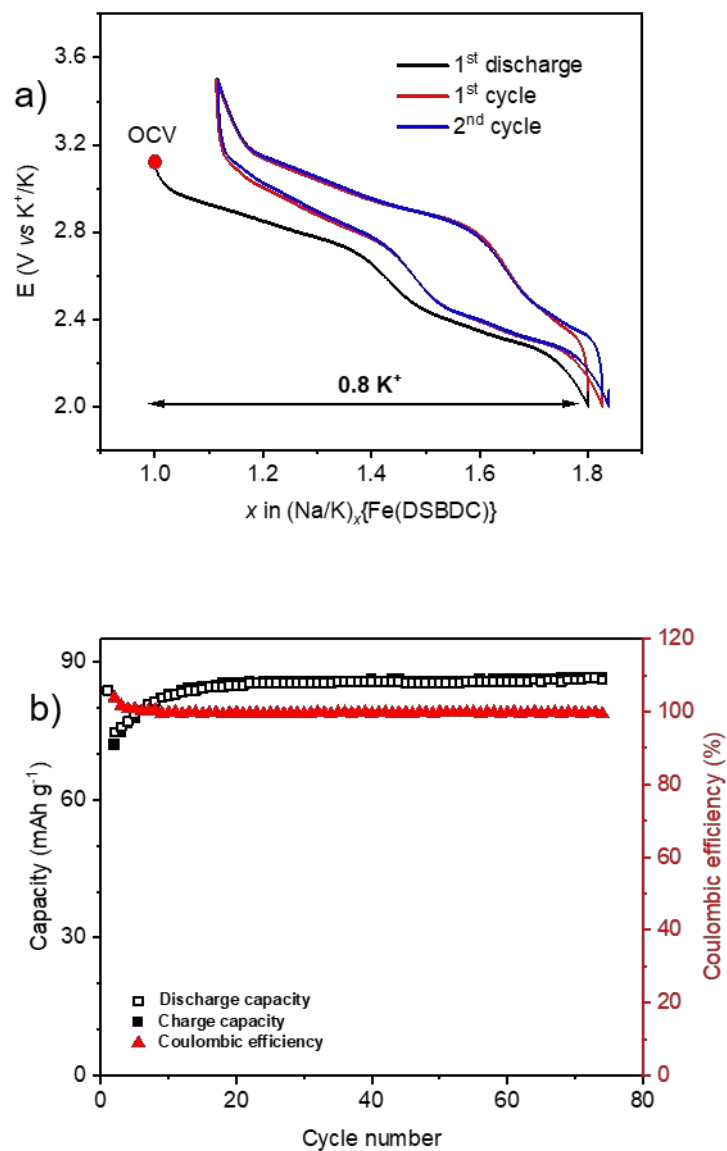 a)
3.6
3.2
2.8
2.4
2.0
E (V vs K⁺/K)
OCV
1ˢᵗ discharge
1ˢᵗ cycle
2ⁿᵈ cycle
0.8 K⁺
1.0 1.2 1.4 1.6 1.8
x in (Na/K)ₓ{Fe(DSBDC)}
b)
90
60
30
0
Capacity (mAh g⁻¹)
120
100
80
60
40
20
0
Coulombic efficiency (%)
Discharge capacity
Charge capacity
Coulombic efficiency
0 20 40 60 80
Cycle number